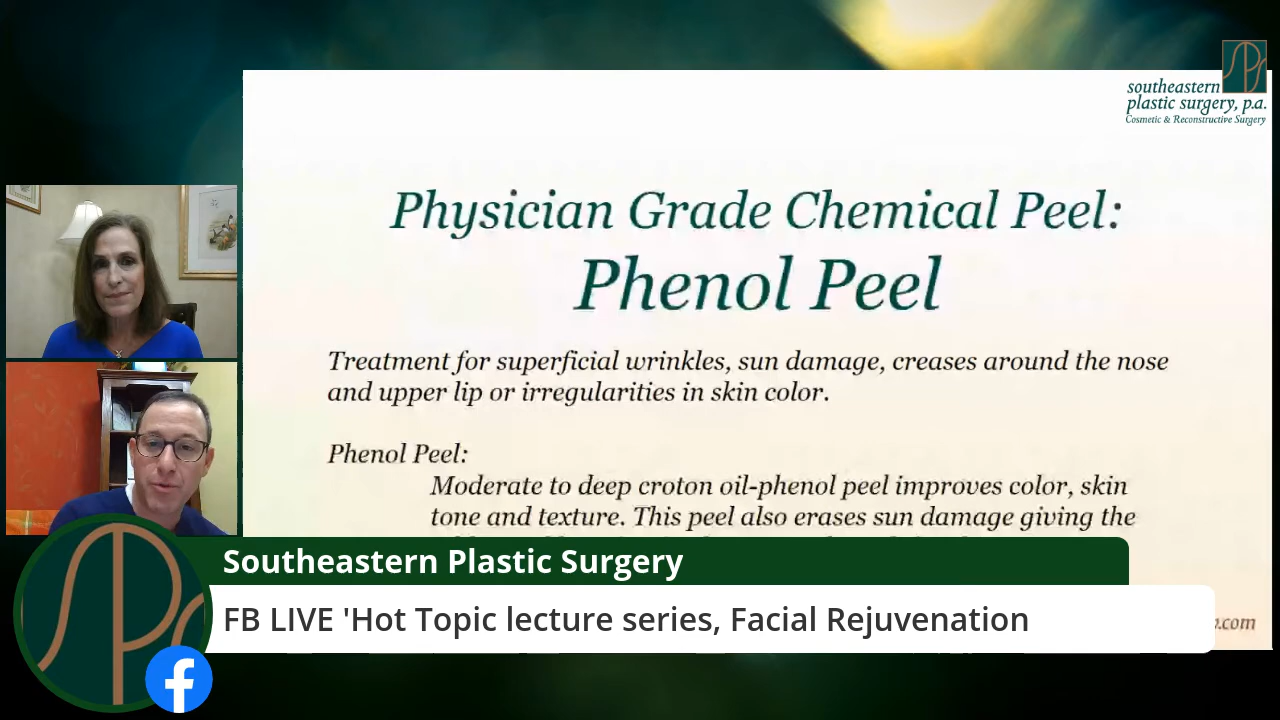 southeastern
plastic surgery, p.a.
Cosmetic & Reconstructive Surgery
Physician Grade Chemical Peel:
Phenol Peel
Treatment for superficial wrinkles, sun damage, creases around the nose
and upper lip or irregularities in skin color.
Phenol Peel:
Moderate to deep croton oil-phenol peel improves color, skin
tone and texture. This peel also erases sun damage giving the
Southeastern Plastic Surgery
FB LIVE 'Hot Topic lecture series, Facial Rejuvenation
.com